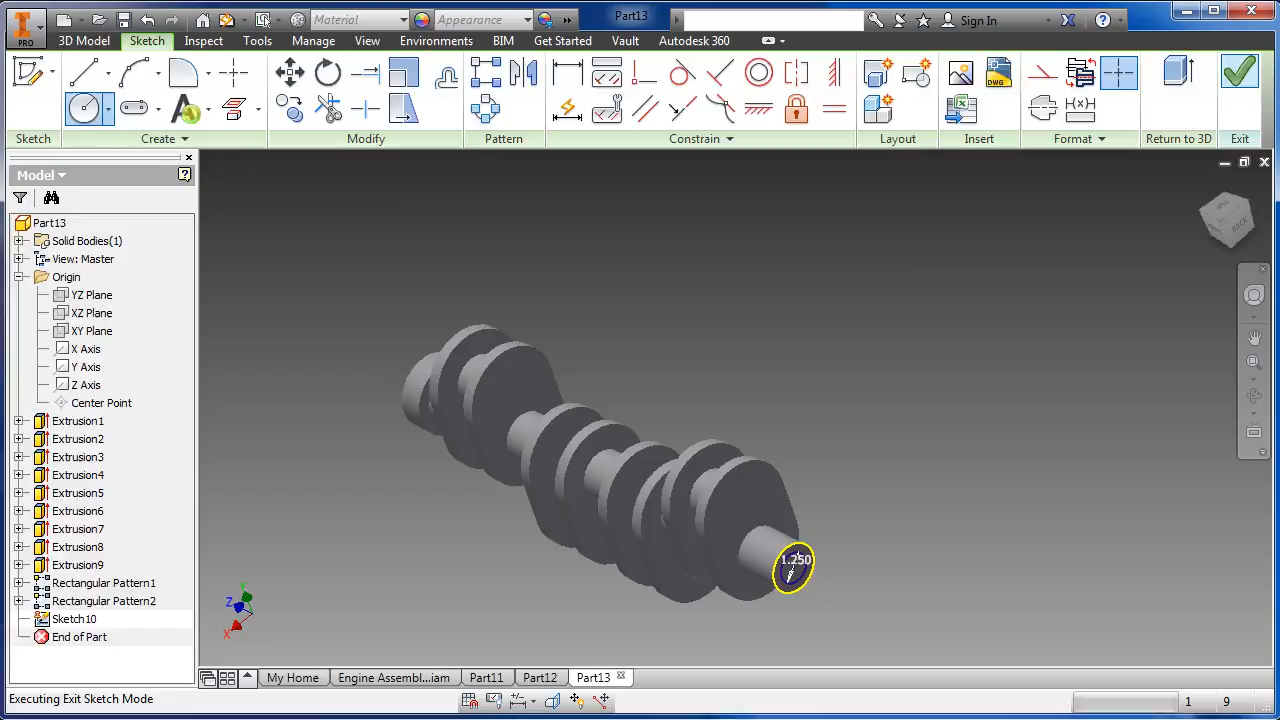 Material
Appearance
Part13
Sign In
PRO
3D Model
Sketch
Inspect
Tools
Manage
View
Environments
BIM
Get Started
Vault
Autodesk 360
DWG
Sketch
Create
Modify
Pattern
Constrain
Layout
Insert
Format
Return to 3D
Exit
Model
Part13
Solid Bodies(1)
View: Master
Origin
YZ Plane
XZ Plane
XY Plane
X Axis
Y Axis
Z Axis
Center Point
Extrusion1
Extrusion2
Extrusion3
Extrusion4
Extrusion5
Extrusion6
Extrusion7
Extrusion8
Extrusion9
Rectangular Pattern1
Rectangular Pattern2
Sketch10
End of Part
BACK
1.250
Y
Z
X
My Home
Engine Assembl...iam
Part11
Part12
Part13
Executing Exit Sketch Mode
1
9